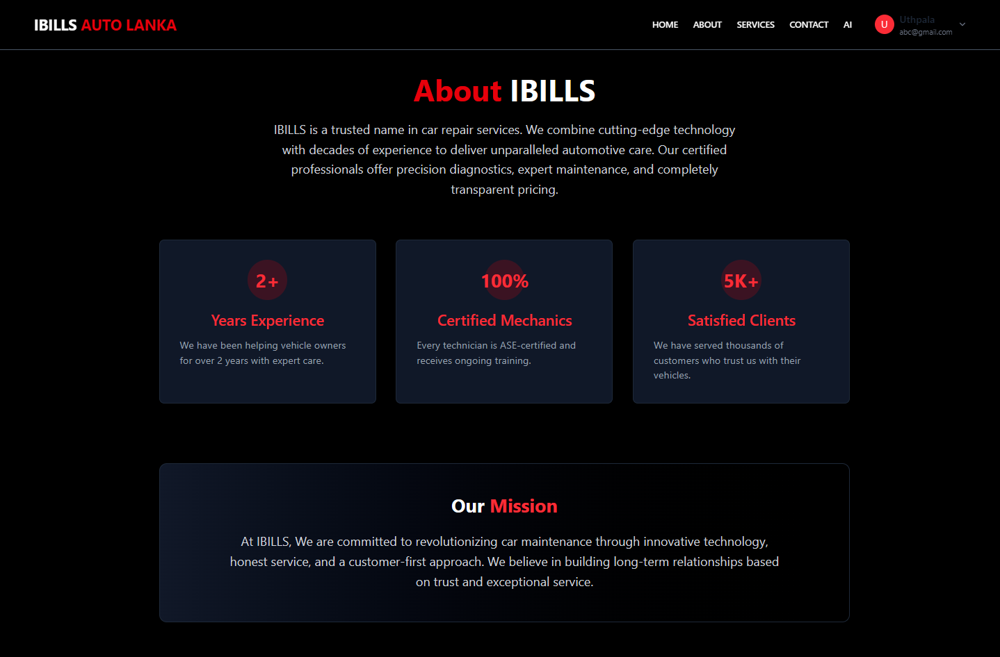 IBILLS AUTO LANKA
HOME ABOUT SERVICES CONTACT AI
U
Uthpala
abc@gmail.com
About IBILLS
IBILLS is a trusted name in car repair services. We combine cutting-edge technology
with decades of experience to deliver unparalleled automotive care. Our certified
professionals offer precision diagnostics, expert maintenance, and completely
transparent pricing.
2+
Years Experience
We have been helping vehicle owners
for over 2 years with expert care.
100%
Certified Mechanics
Every technician is ASE-certified and
receives ongoing training.
5K+
Satisfied Clients
We have served thousands of
customers who trust us with their
vehicles.
Our Mission
At IBILLS, We are committed to revolutionizing car maintenance through innovative technology,
honest service, and a customer-first approach. We believe in building long-term relationships based
on trust and exceptional service.